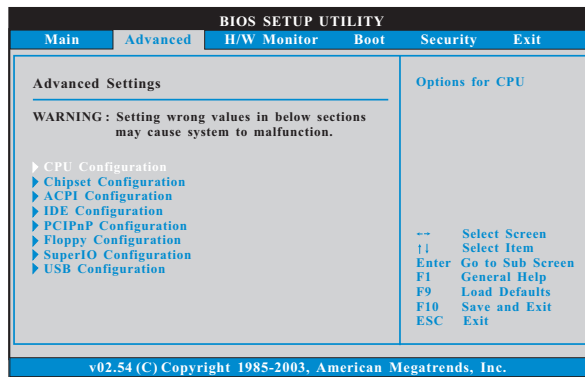 BIOS SETUP UTILITY
Main Advanced H/W Monitor Boot Security Exit
Advanced Settings
WARNING : Setting wrong values in below sections
may cause system to malfunction.
CPU Configuration
Chipset Configuration
ACPI Configuration
IDE Configuration
PCIPnP Configuration
Floppy Configuration
SuperIO Configuration
USB Configuration
Options for CPU
←→ Select Screen
↑↓ Select Item
Enter Go to Sub Screen
F1 General Help
F9 Load Defaults
F10 Save and Exit
ESC Exit
v02.54 (C) Copyright 1985-2003, American Megatrends, Inc.